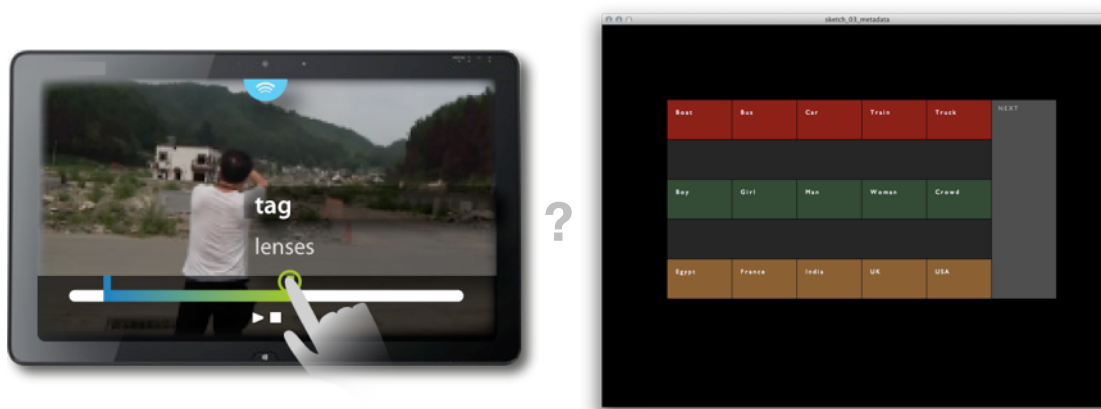 tag
lenses
?
sketch_03_metadata
Boat Bus Car Train Truck NEXT
Boy Girl Man Woman Crowd
Egypt France India UK USA